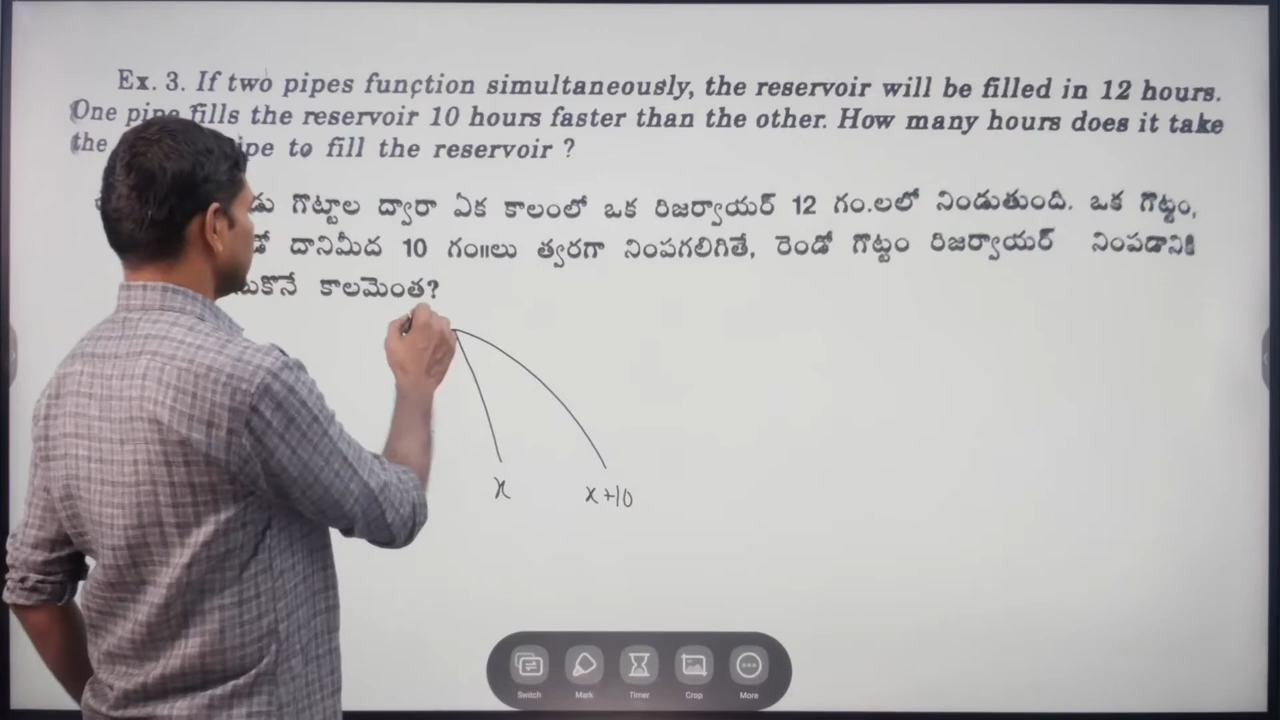 Ex. 3. If two pipes function simultaneously, the reservoir will be filled in 12 hours.
One pipe fills the reservoir 10 hours faster than the other. How many hours does it take
the to fill the reservoir ?
గొట్టాల ద్వారా ఏక కాలంలో ఒక రిజర్వాయర్ 12 గం.లలో నిండుతుంది. ఒక గొట్టం,
దానిమీద 10 గం॥లు త్వరగా నింపగలిగితే, రెండో గొట్టం రిజర్వాయర్ నింపడానికి
కాలమెంత?
x x+10
Switch Mark Timer Crop More